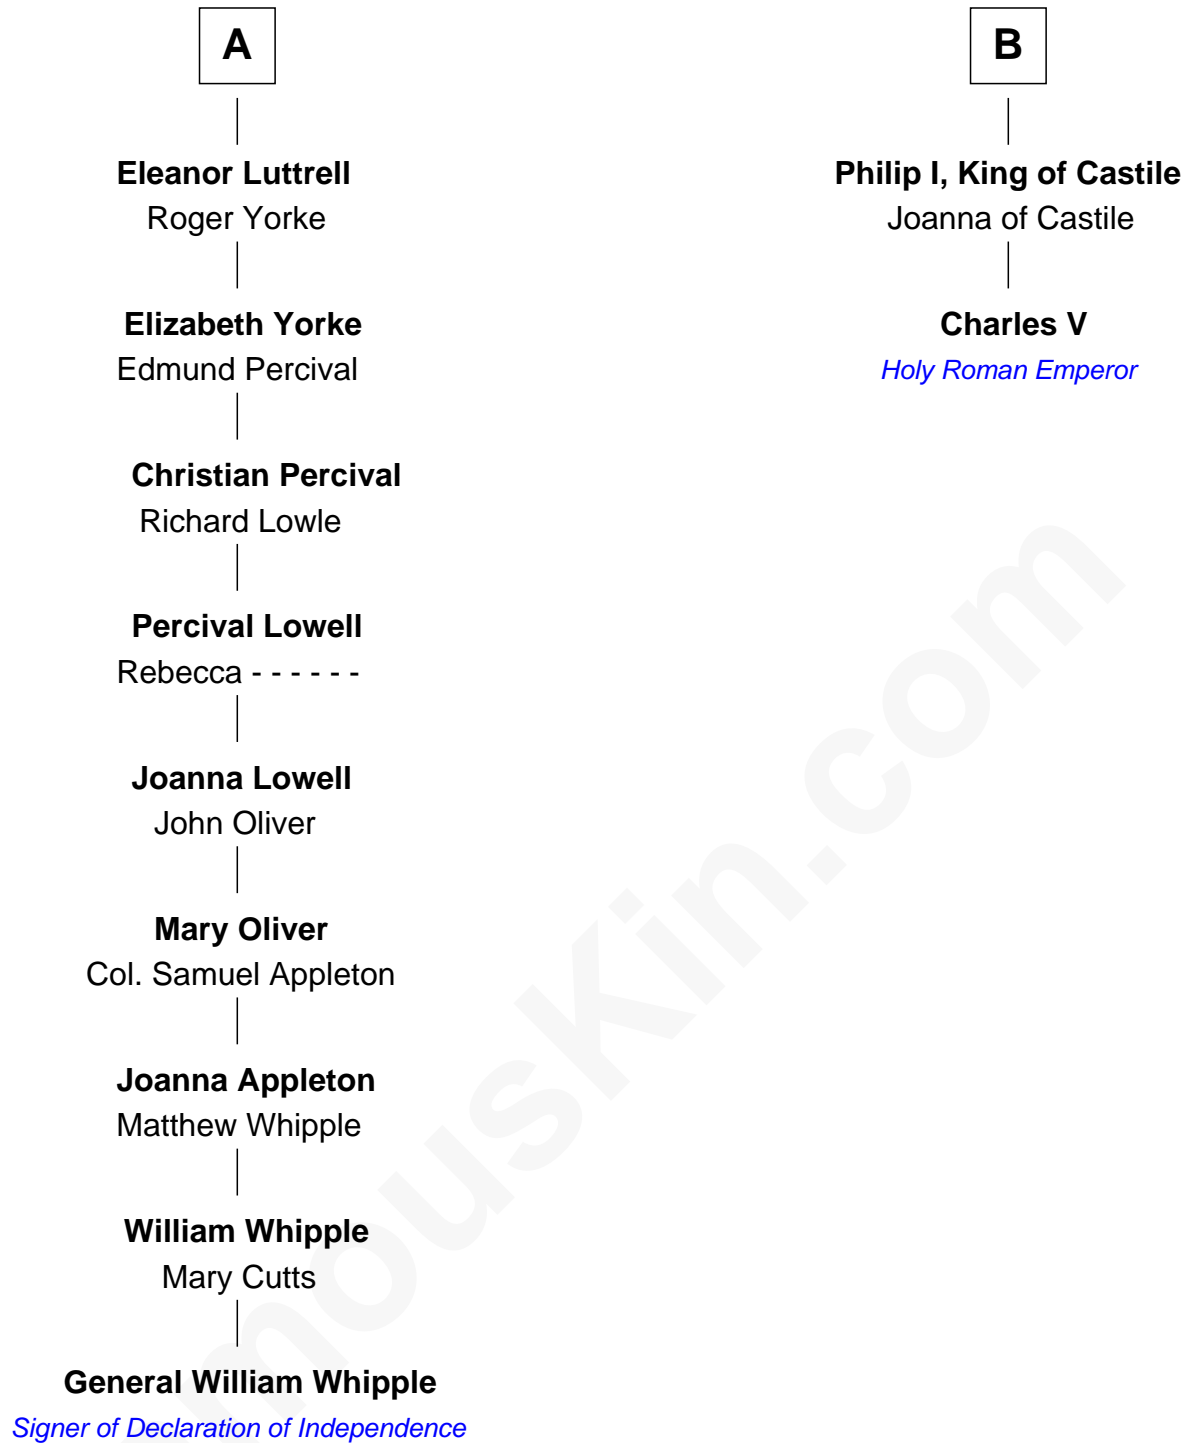 A
Eleanor Luttrell
Roger Yorke
Elizabeth Yorke
Edmund Percival
Christian Percival
Richard Lowle
Percival Lowell
Rebecca - - - - - -
Joanna Lowell
John Oliver
Mary Oliver
Col. Samuel Appleton
Joanna Appleton
Matthew Whipple
William Whipple
Mary Cutts
General William Whipple
Signer of Declaration of Independence
B
Philip I, King of Castile
Joanna of Castile
Charles V
Holy Roman Emperor
mouskin.com